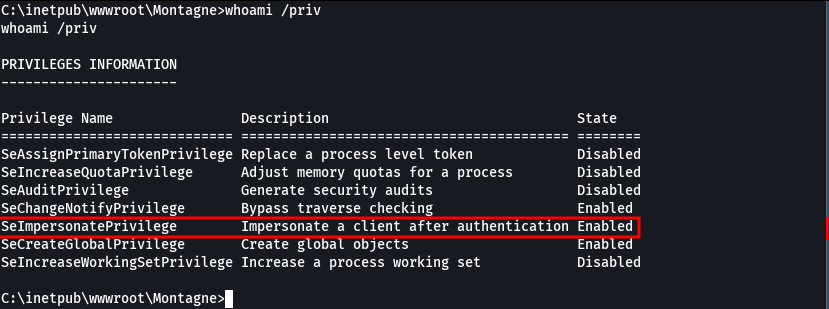 C:\inetpub\wwwroot\Montagne>whoami /priv
whoami /priv
PRIVILEGES INFORMATION
----------------------
Privilege Name                Description                               State
============================= ========================================= ========
SeAssignPrimaryTokenPrivilege Replace a process level token             Disabled
SeIncreaseQuotaPrivilege      Adjust memory quotas for a process        Disabled
SeAuditPrivilege              Generate security audits                  Disabled
SeChangeNotifyPrivilege       Bypass traverse checking                  Enabled
SeImpersonatePrivilege        Impersonate a client after authentication Enabled
SeCreateGlobalPrivilege       Create global objects                     Enabled
SeIncreaseWorkingSetPrivilege Increase a process working set            Disabled
C:\inetpub\wwwroot\Montagne>